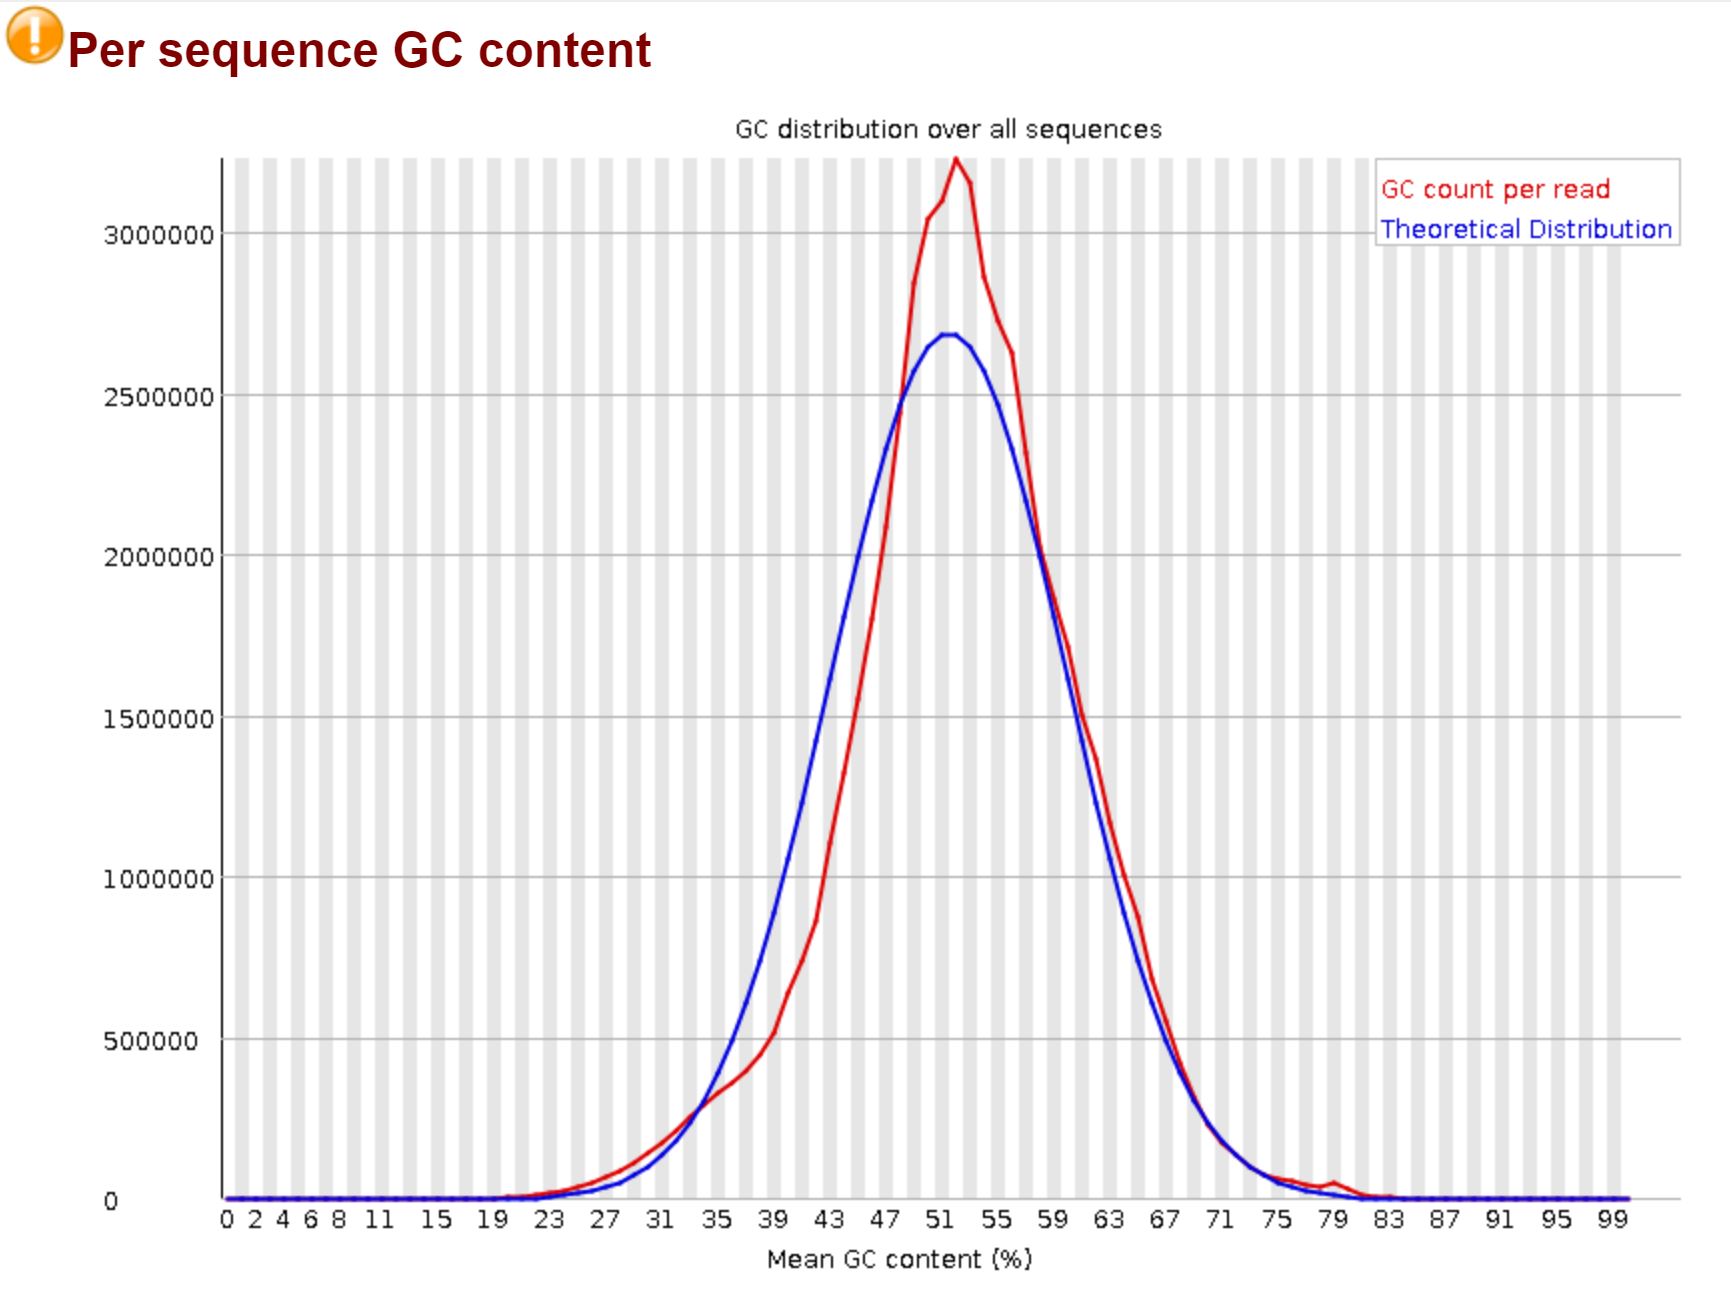 Per sequence GC content
GC distribution over all sequences
GC count per read
Theoretical Distribution
3000000
2500000
2000000
1500000
1000000
500000
0
0 2 4 6 8 11 15 19 23 27 31 35 39 43 47 51 55 59 63 67 71 75 79 83 87 91 95 99
Mean GC content (%)